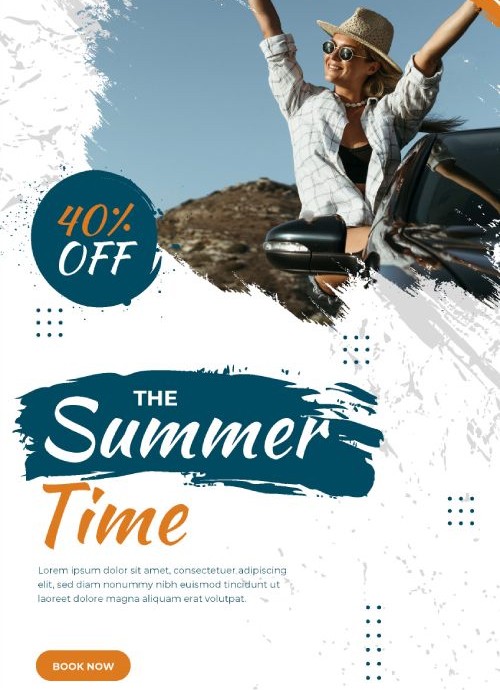 40%
OFF
THE
Summer
Time
Lorem ipsum dolor sit amet, consectetuer adipiscing
elit, sed diam nonummy nibh euismod tincidunt ut
laoreet dolore magna aliquam erat volutpat.
BOOK NOW